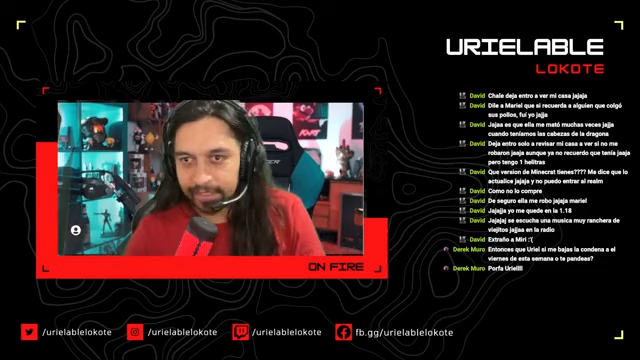 URIELABLE
LOKOTE
David Chale deja entro a ver mi casa jajaja
David Dile a Mariel que si recuerda a alguien que colgó
sus pollos, fui yo jajja
David Jajaa es que ella me mató muchas veces jajja
cuando teníamos las cabezas de la dragona
David Deja entro solo a revisar mi casa a ver si no me
robaron jaaja aunque ya no recuerdo que tanía jaaja
pero tengo 1 helitras
David Que version de Minecrat tienes???? Me dice que lo
actualice jajaja y no puedo entrar al realm
David Como no lo compre
David De seguro ella me robo jajaja mariel
David Jajajja yo me quede en la 1.18
David Jajajaj se escucha una musica muy ranchera de
viejitos jajjaa en la radio
David Extraño a Miri :'(
Derek Muro Entonces que Uriel si me bajas la condena a el
viernes de esta semana o te pandeas?
Derek Muro Porfa Uriellll
ON FIRE
/urielablelokote
/urielablelokote
/urielablelokote
fb.gg/urielablelokote